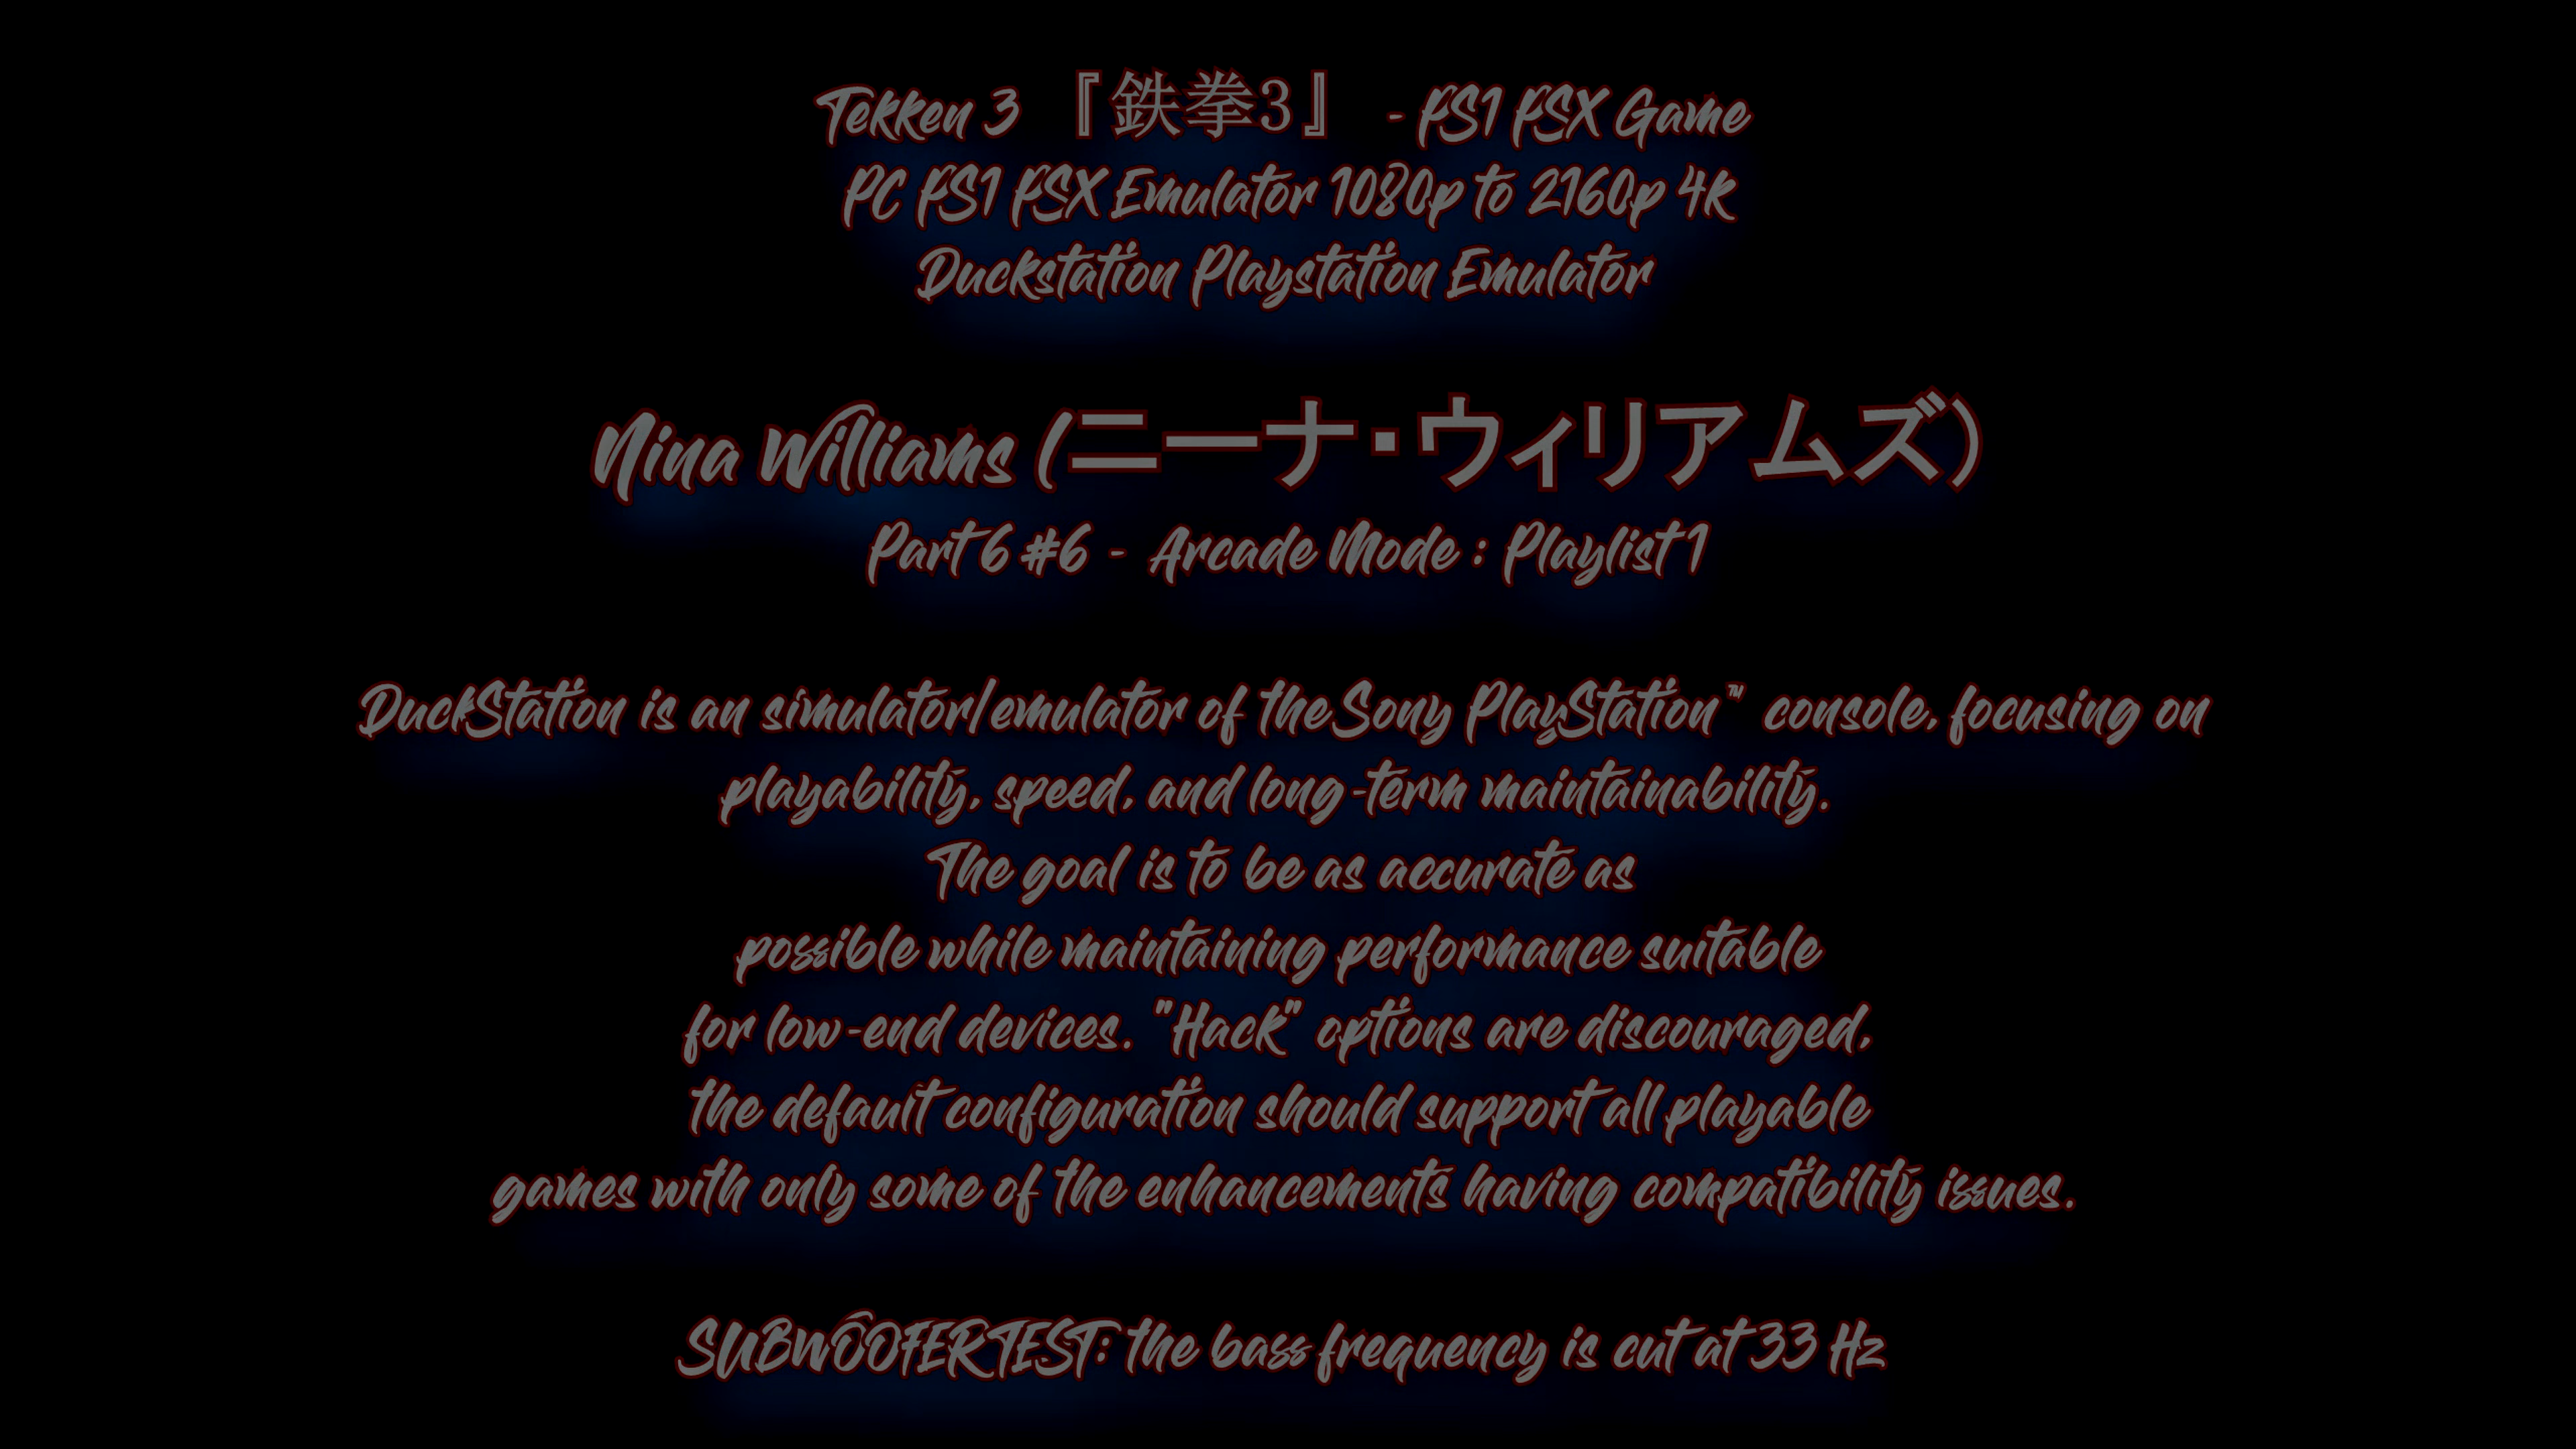 Tekken 3 『鉄拳3』 - PS1 PSX Game
PC PS1 PSX Emulator 1080p to 2160p 4K
Duckstation Playstation Emulator
Nina Williams (ニーナ・ウィリアムズ)
Part 6 #6 - Arcade Mode : Playlist 1
DuckStation is an simulator/emulator of the Sony PlayStation™ console, focusing on
playability, speed, and long-term maintainability.
The goal is to be as accurate as
possible while maintaining performance suitable
for low-end devices. "Hack" options are discouraged,
the default configuration should support all playable
games with only some of the enhancements having compatibility issues.
SUBWOOFER TEST: the bass frequency is cut at 33 Hz